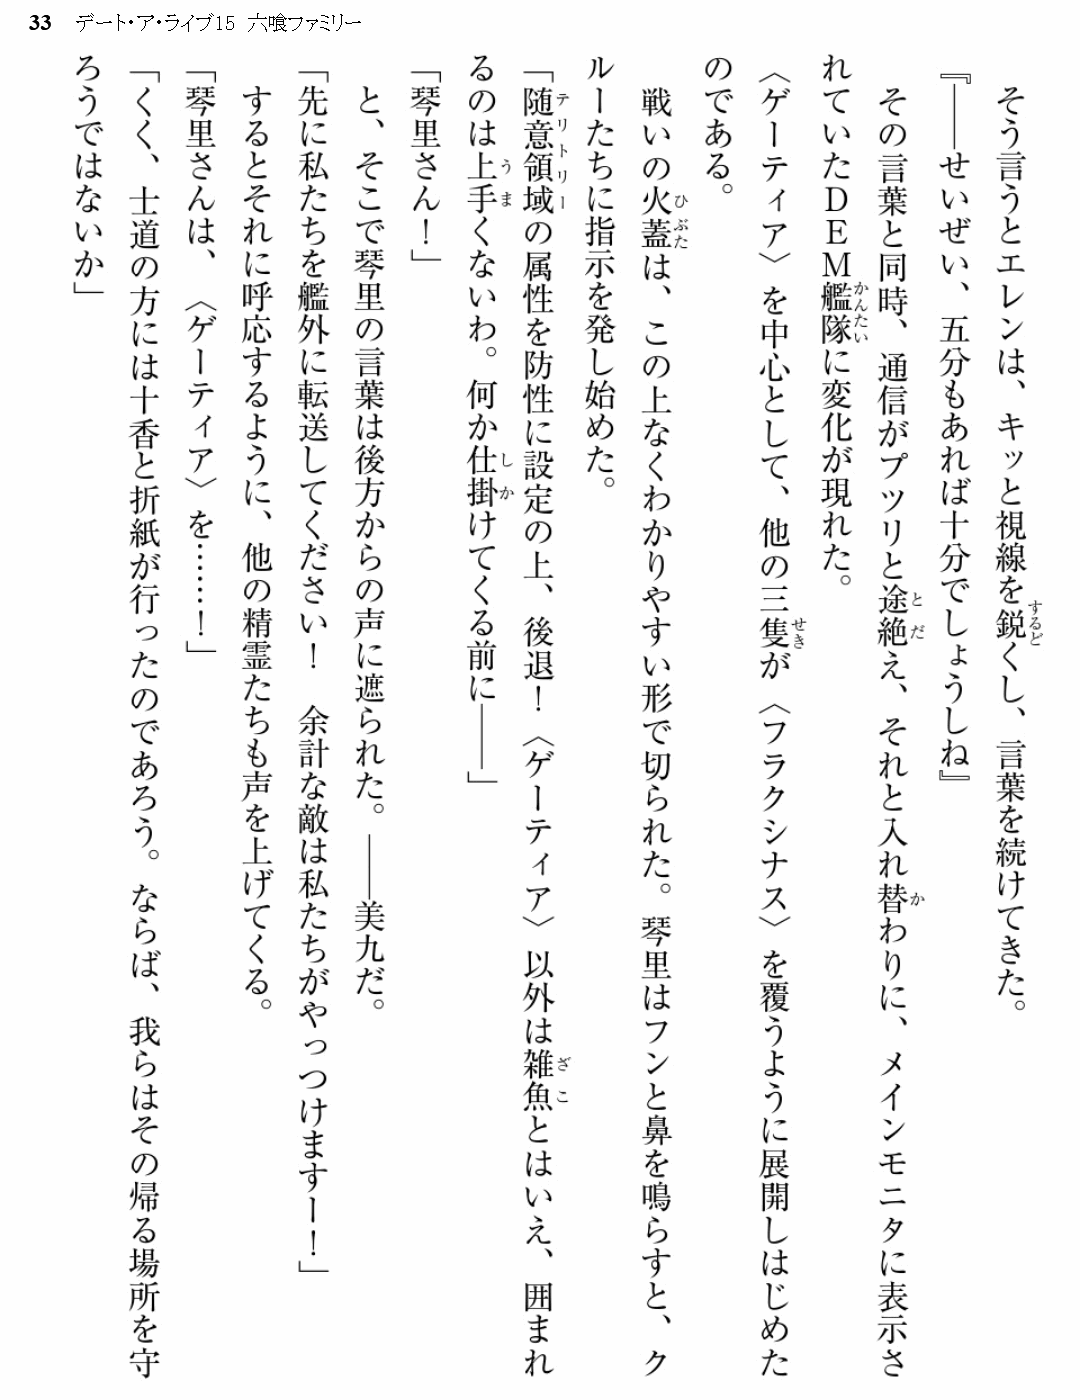 33 デート・ア・ライブ15 六喰ファミリー
そう言うとエレンは、キッと視線を鋭くし、言葉を続けてきた。
『――せいぜい、五分もあれば十分でしょうしね』
その言葉と同時、通信がプツリと途絶え、それと入れ替わりに、メインモニタに表示さ
れていたＤＥＭ艦隊に変化が現れた。
〈ゲーティア〉を中心として、他の三隻が〈フラクシナス〉を覆うように展開しはじめた
のである。
戦いの火蓋は、この上なくわかりやすい形で切られた。琴里はフンと鼻を鳴らすと、ク
ルーたちに指示を発し始めた。
「随意領域の属性を防性に設定の上、後退！〈ゲーティア〉以外は雑魚とはいえ、囲まれ
るのは上手くないわ。何か仕掛けてくる前に――」
「琴里さん！」
と、そこで琴里の言葉は後方からの声に遮られた。――美九だ。
「先に私たちを艦外に転送してください！　余計な敵は私たちがやっつけますー！」
するとそれに呼応するように、他の精霊たちも声を上げてくる。
「琴里さんは、〈ゲーティア〉を……！」
「くく、士道の方には十香と折紙が行ったのであろう。ならば、我らはその帰る場所を守
ろうではないか」